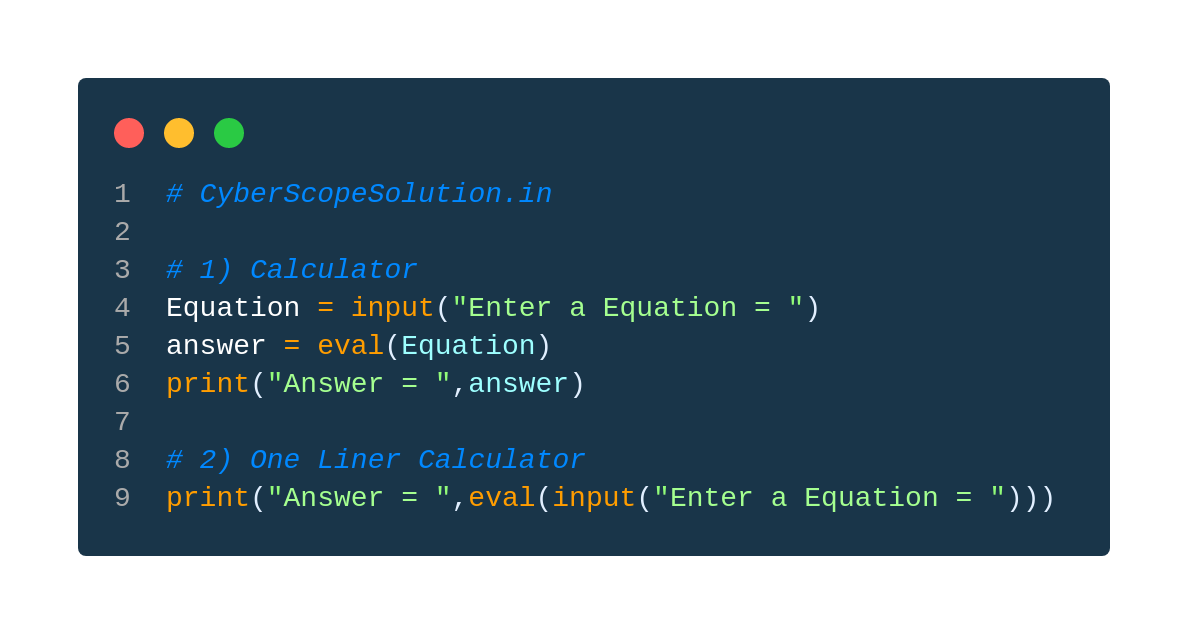 1 # CyberScopeSolution.in
2
3 # 1) Calculator
4 Equation = input("Enter a Equation = ")
5 answer = eval(Equation)
6 print("Answer = ",answer)
7
8 # 2) One Liner Calculator
9 print("Answer = ",eval(input("Enter a Equation = ")))